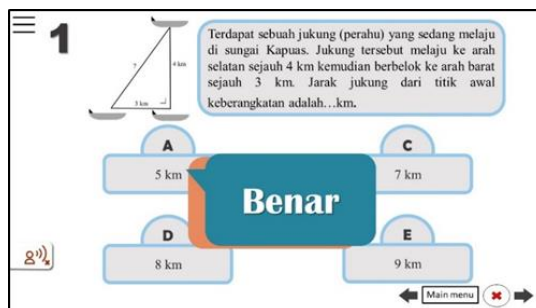 1
Terdapat sebuah jukung (perahu) yang sedang melaju
di sungai Kapuas. Jukung tersebut melaju ke arah
selatan sejauh 4 km kemudian berbelok ke arah barat
sejauh 3 km. Jarak jukung dari titik awal
keberangkatan adalah…km.
?
4 km
3 km
A
5 km
C
7 km
Benar
D
8 km
E
9 km
Main menu